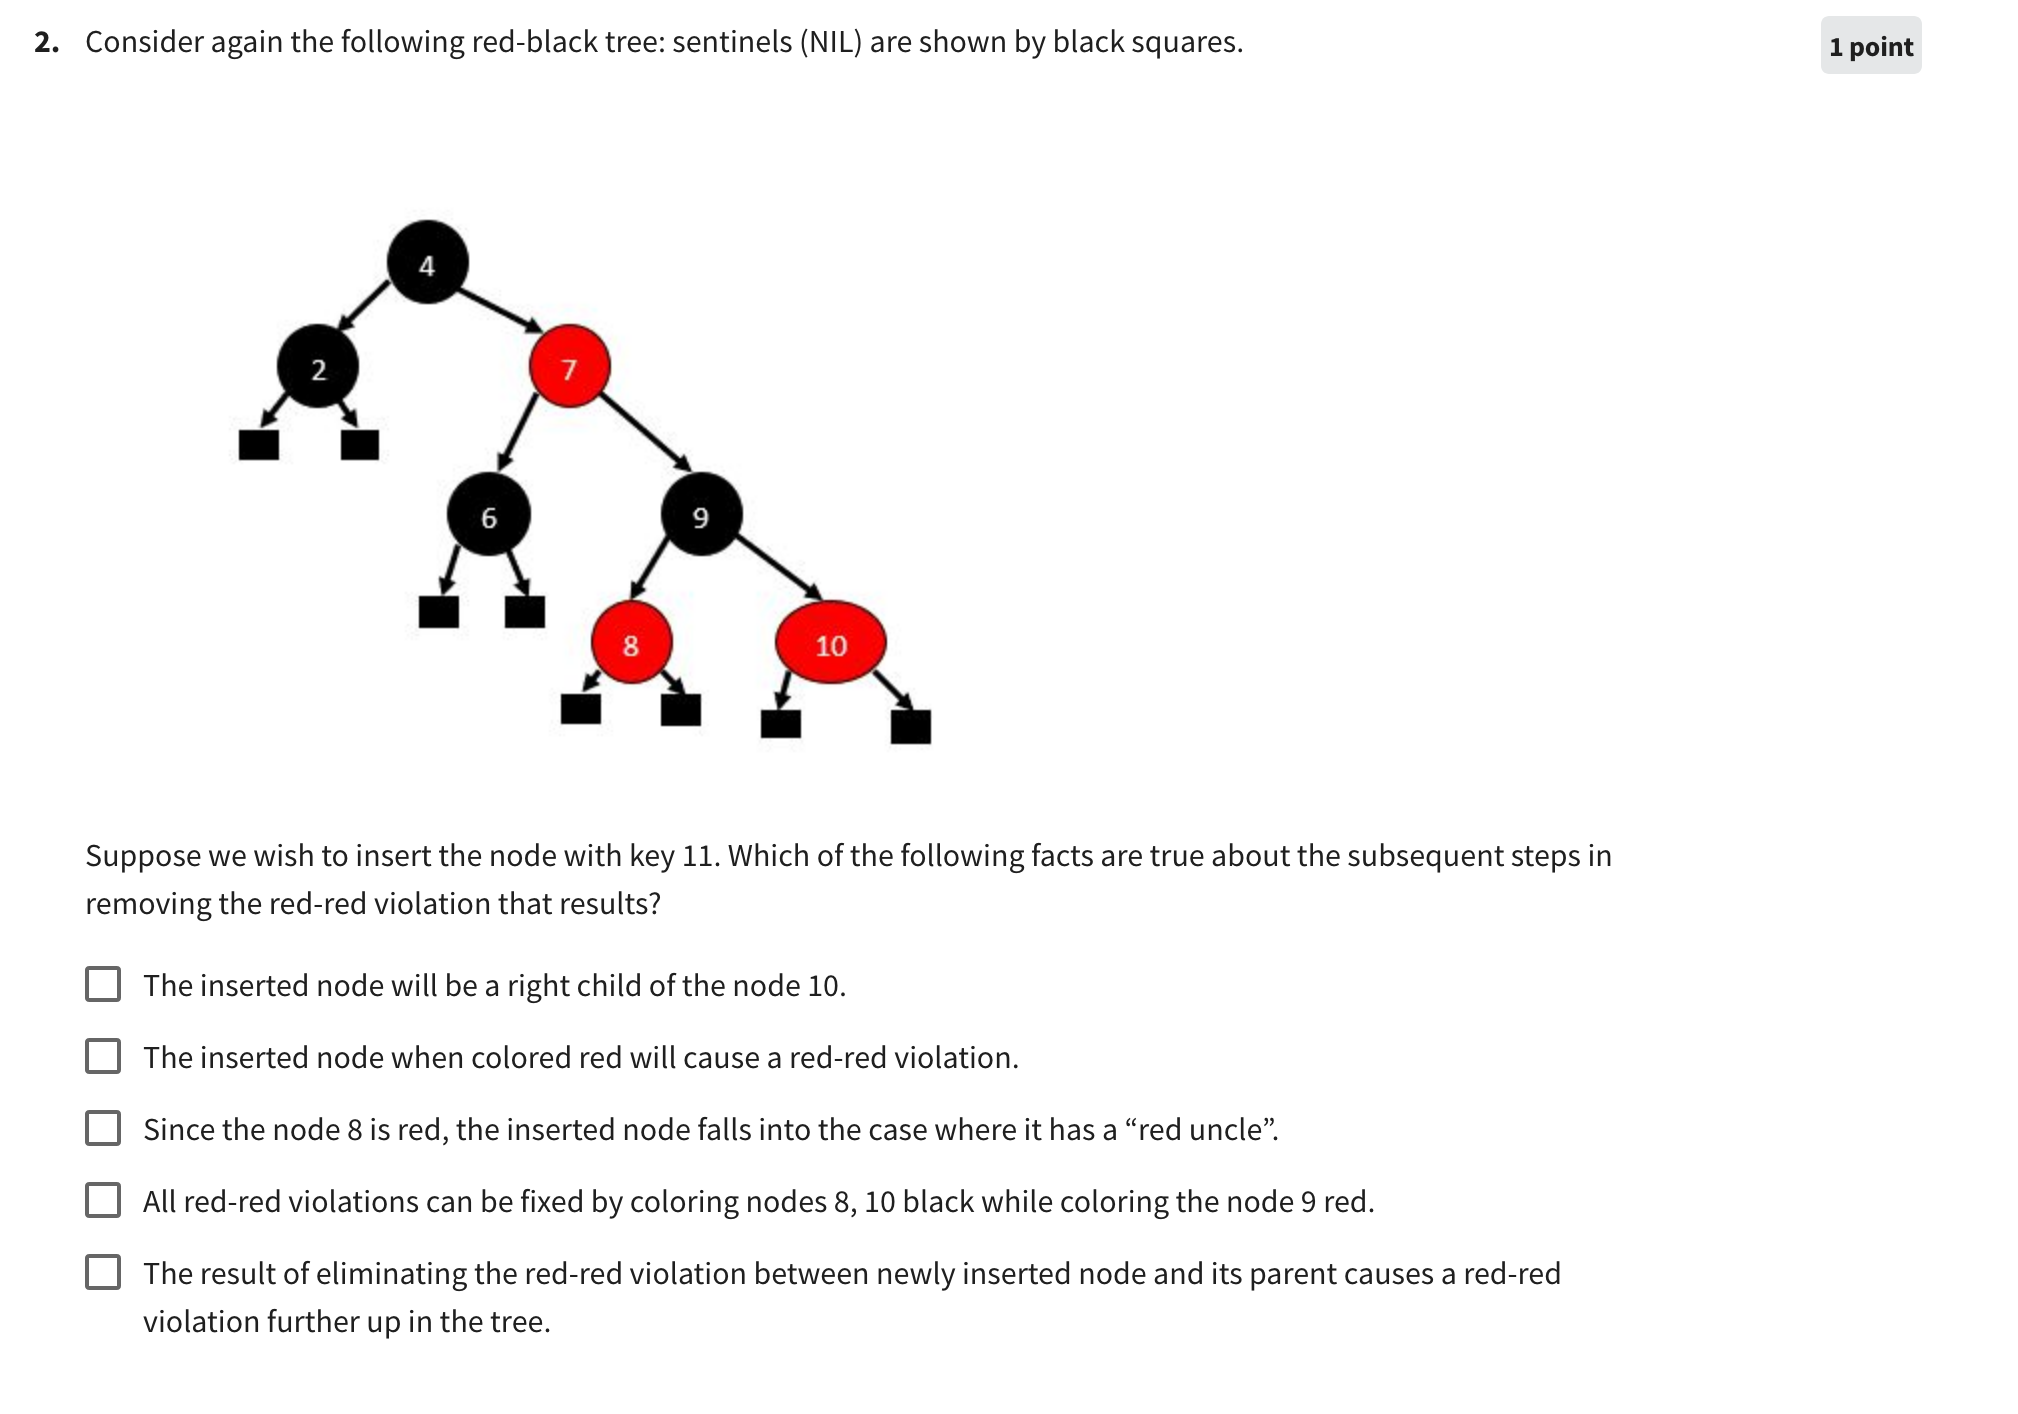 2. Consider again the following red-black tree: sentinels (NIL) are shown by black squares.
1 point
4
2
7
6
9
8
10
Suppose we wish to insert the node with key 11. Which of the following facts are true about the subsequent steps in
removing the red-red violation that results?
The inserted node will be a right child of the node 10.
The inserted node when colored red will cause a red-red violation.
Since the node 8 is red, the inserted node falls into the case where it has a “red uncle”.
All red-red violations can be fixed by coloring nodes 8, 10 black while coloring the node 9 red.
The result of eliminating the red-red violation between newly inserted node and its parent causes a red-red
violation further up in the tree.